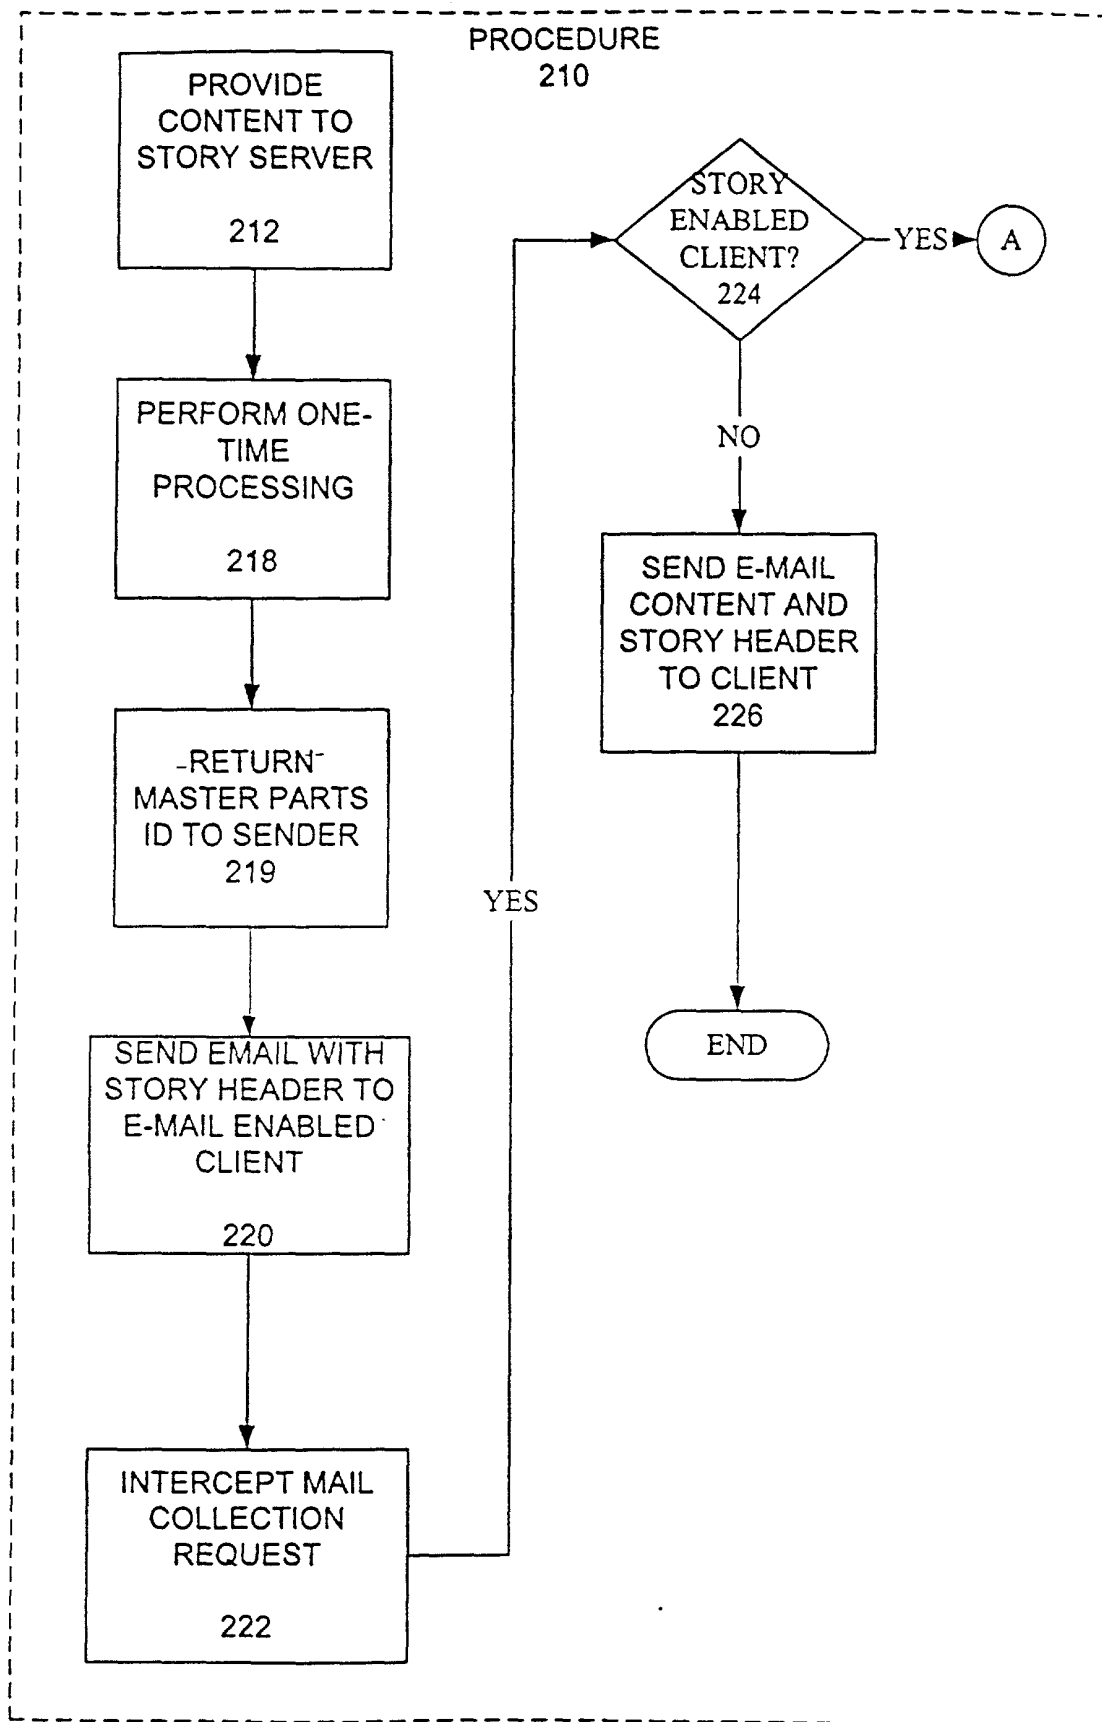 PROCEDURE
210
PROVIDE
CONTENT TO
STORY SERVER
212
PERFORM ONE-
TIME
PROCESSING
218
RETURN
MASTER PARTS
ID TO SENDER
219
SEND EMAIL WITH
STORY HEADER TO
E-MAIL ENABLED
CLIENT
220
INTERCEPT MAIL
COLLECTION
REQUEST
222
YES
STORY
ENABLED
CLIENT?
224
YES
A
NO
SEND E-MAIL
CONTENT AND
STORY HEADER
TO CLIENT
226
END